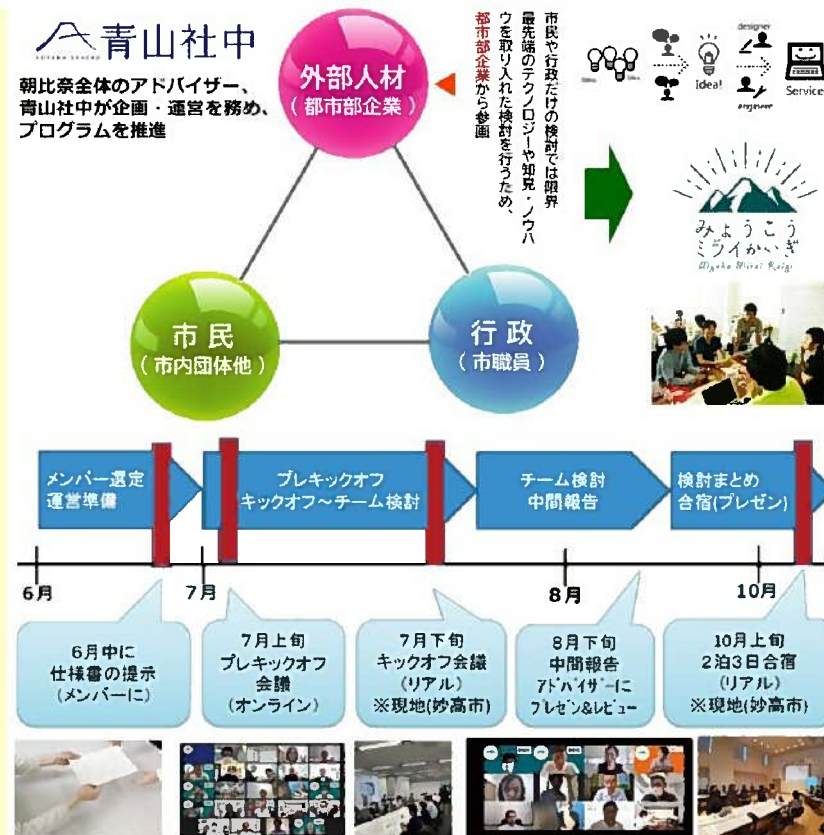 青山社中
朝比奈全体のアドバイザー、
青山社中が企画・運営を務め、
プログラムを推進
外部人材
(都市部企業)
市民や行政だけの検討では限界
最先端のテクノロジーや知見・ノウハ
ウを取り入れた検討を行うため、
都市部企業から参画
designer
Idea!
engineer
Service
みょうこう
ミライかいぎ
Myoko Mirai Kaigi
市民
(市内団体他)
行政
(市職員)
メンバー選定
運営準備
プレキックオフ
キックオフ~チーム検討
チーム検討
中間報告
検討まとめ
合宿(プレゼン)
6月
7月
8月
10月
6月中に
仕様書の提示
(メンバーに)
7月上旬
プレキックオフ
会議
(オンライン)
7月下旬
キックオフ会議
(リアル)
※現地(妙高市)
8月下旬
中間報告
アドバイザーに
プレゼン&レビュー
10月上旬
2泊3日合宿
(リアル)
※現地(妙高市)